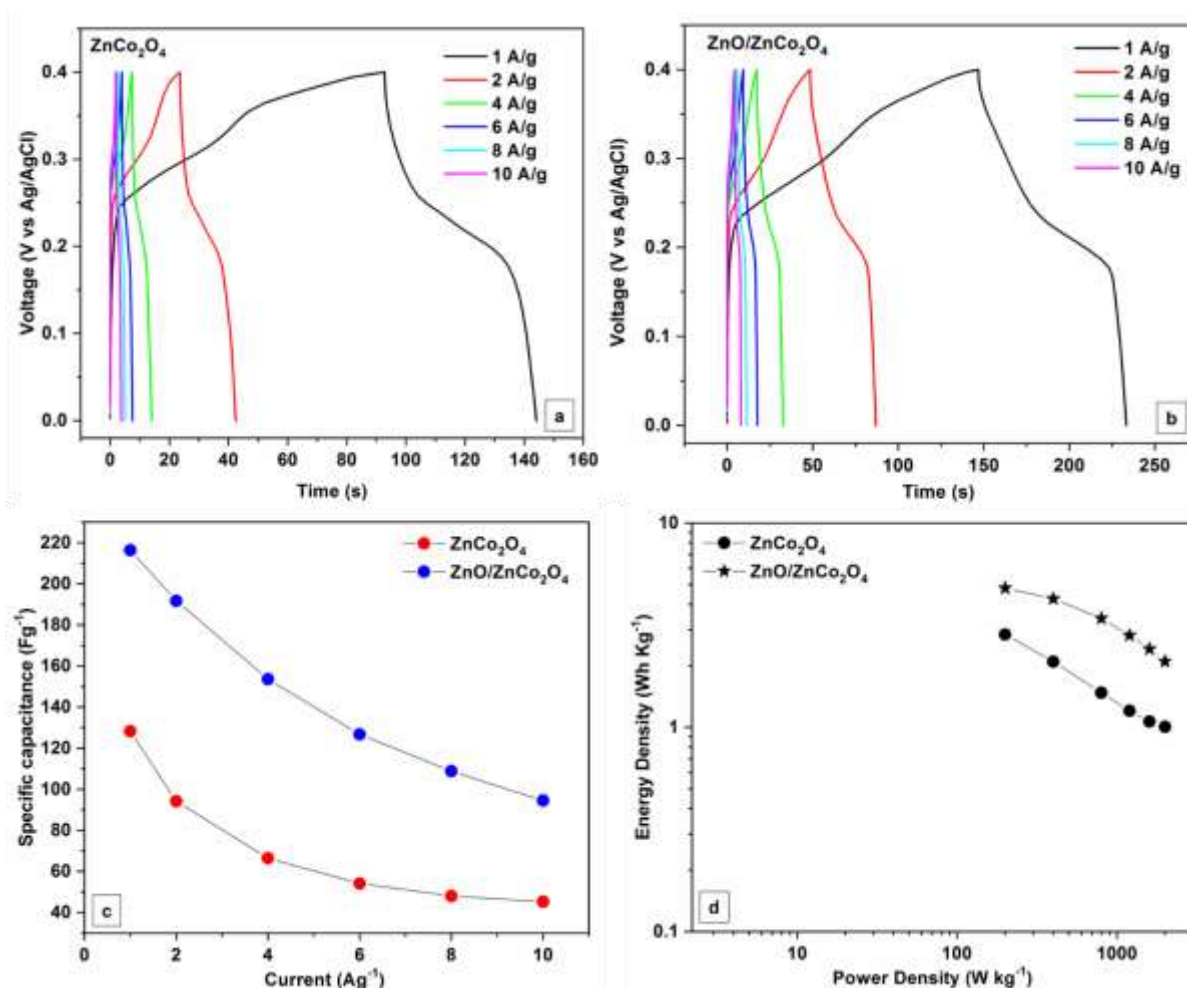 ZnCo₂O₄
1 A/g
2 A/g
4 A/g
6 A/g
8 A/g
10 A/g
Voltage (V vs Ag/AgCl)
0.4
0.3
0.2
0.1
0.0
a
0 20 40 60 80 100 120 140 160
Time (s)
ZnO/ZnCo₂O₄
1 A/g
2 A/g
4 A/g
6 A/g
8 A/g
10 A/g
Voltage (V vs Ag/AgCl)
0.4
0.3
0.2
0.1
0.0
b
0 50 100 150 200 250
Time (s)
ZnCo₂O₄
ZnO/ZnCo₂O₄
Specific capacitance (Fg⁻¹)
220
200
180
160
140
120
100
80
60
40
c
0 2 4 6 8 10
Current (Ag⁻¹)
ZnCo₂O₄
ZnO/ZnCo₂O₄
Energy Density (Wh Kg⁻¹)
10
1
0.1
d
10 100 1000
Power Density (W kg⁻¹)